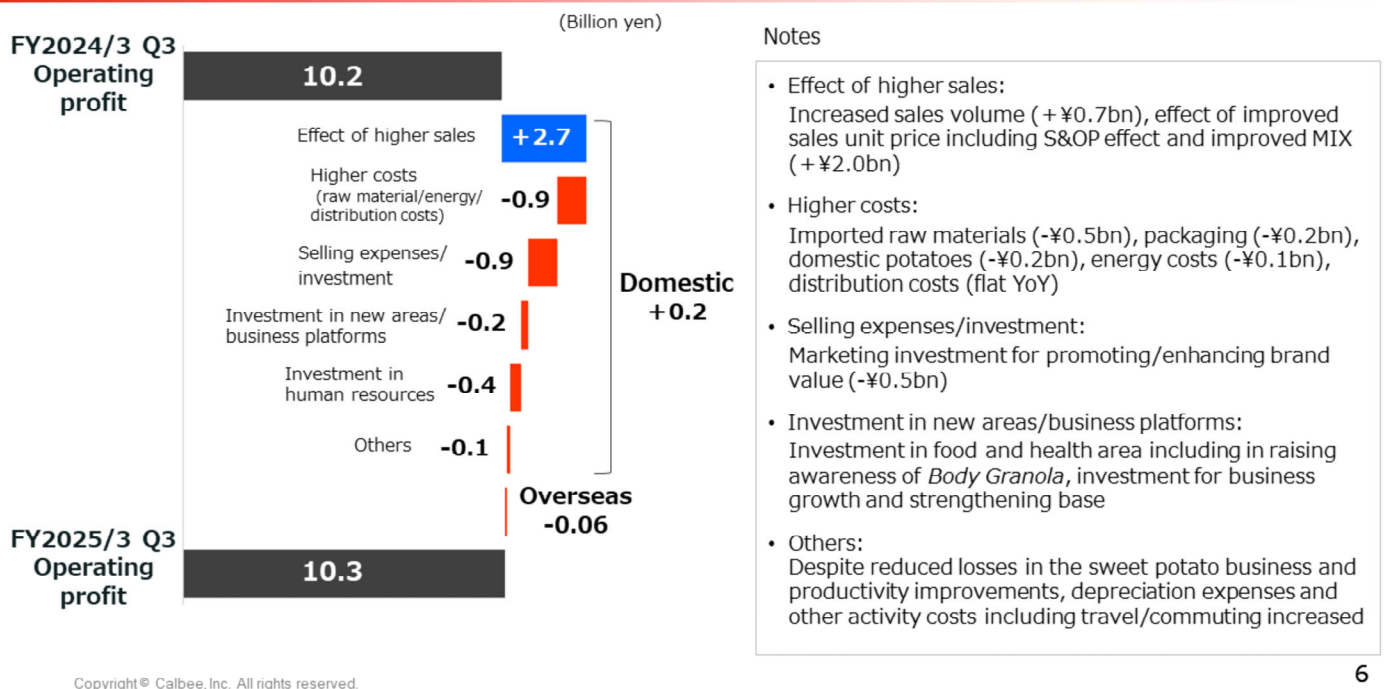 (Billion yen)
FY2024/3 Q3
Operating
profit
10.2
Effect of higher sales
+2.7
Higher costs
(raw material/energy/
distribution costs)
-0.9
Selling expenses/
investment
-0.9
Investment in new areas/
business platforms
-0.2
Investment in
human resources
-0.4
Others
-0.1
Domestic
+0.2
Overseas
-0.06
FY2025/3 Q3
Operating
profit
10.3
Notes
• Effect of higher sales:
Increased sales volume (+¥0.7bn), effect of improved
sales unit price including S&OP effect and improved MIX
(+¥2.0bn)
• Higher costs:
Imported raw materials (-¥0.5bn), packaging (-¥0.2bn),
domestic potatoes (-¥0.2bn), energy costs (-¥0.1bn),
distribution costs (flat YoY)
• Selling expenses/investment:
Marketing investment for promoting/enhancing brand
value (-¥0.5bn)
• Investment in new areas/business platforms:
Investment in food and health area including in raising
awareness of Body Granola, investment for business
growth and strengthening base
• Others:
Despite reduced losses in the sweet potato business and
productivity improvements, depreciation expenses and
other activity costs including travel/commuting increased
Copyright© Calbee, Inc. All rights reserved.
6